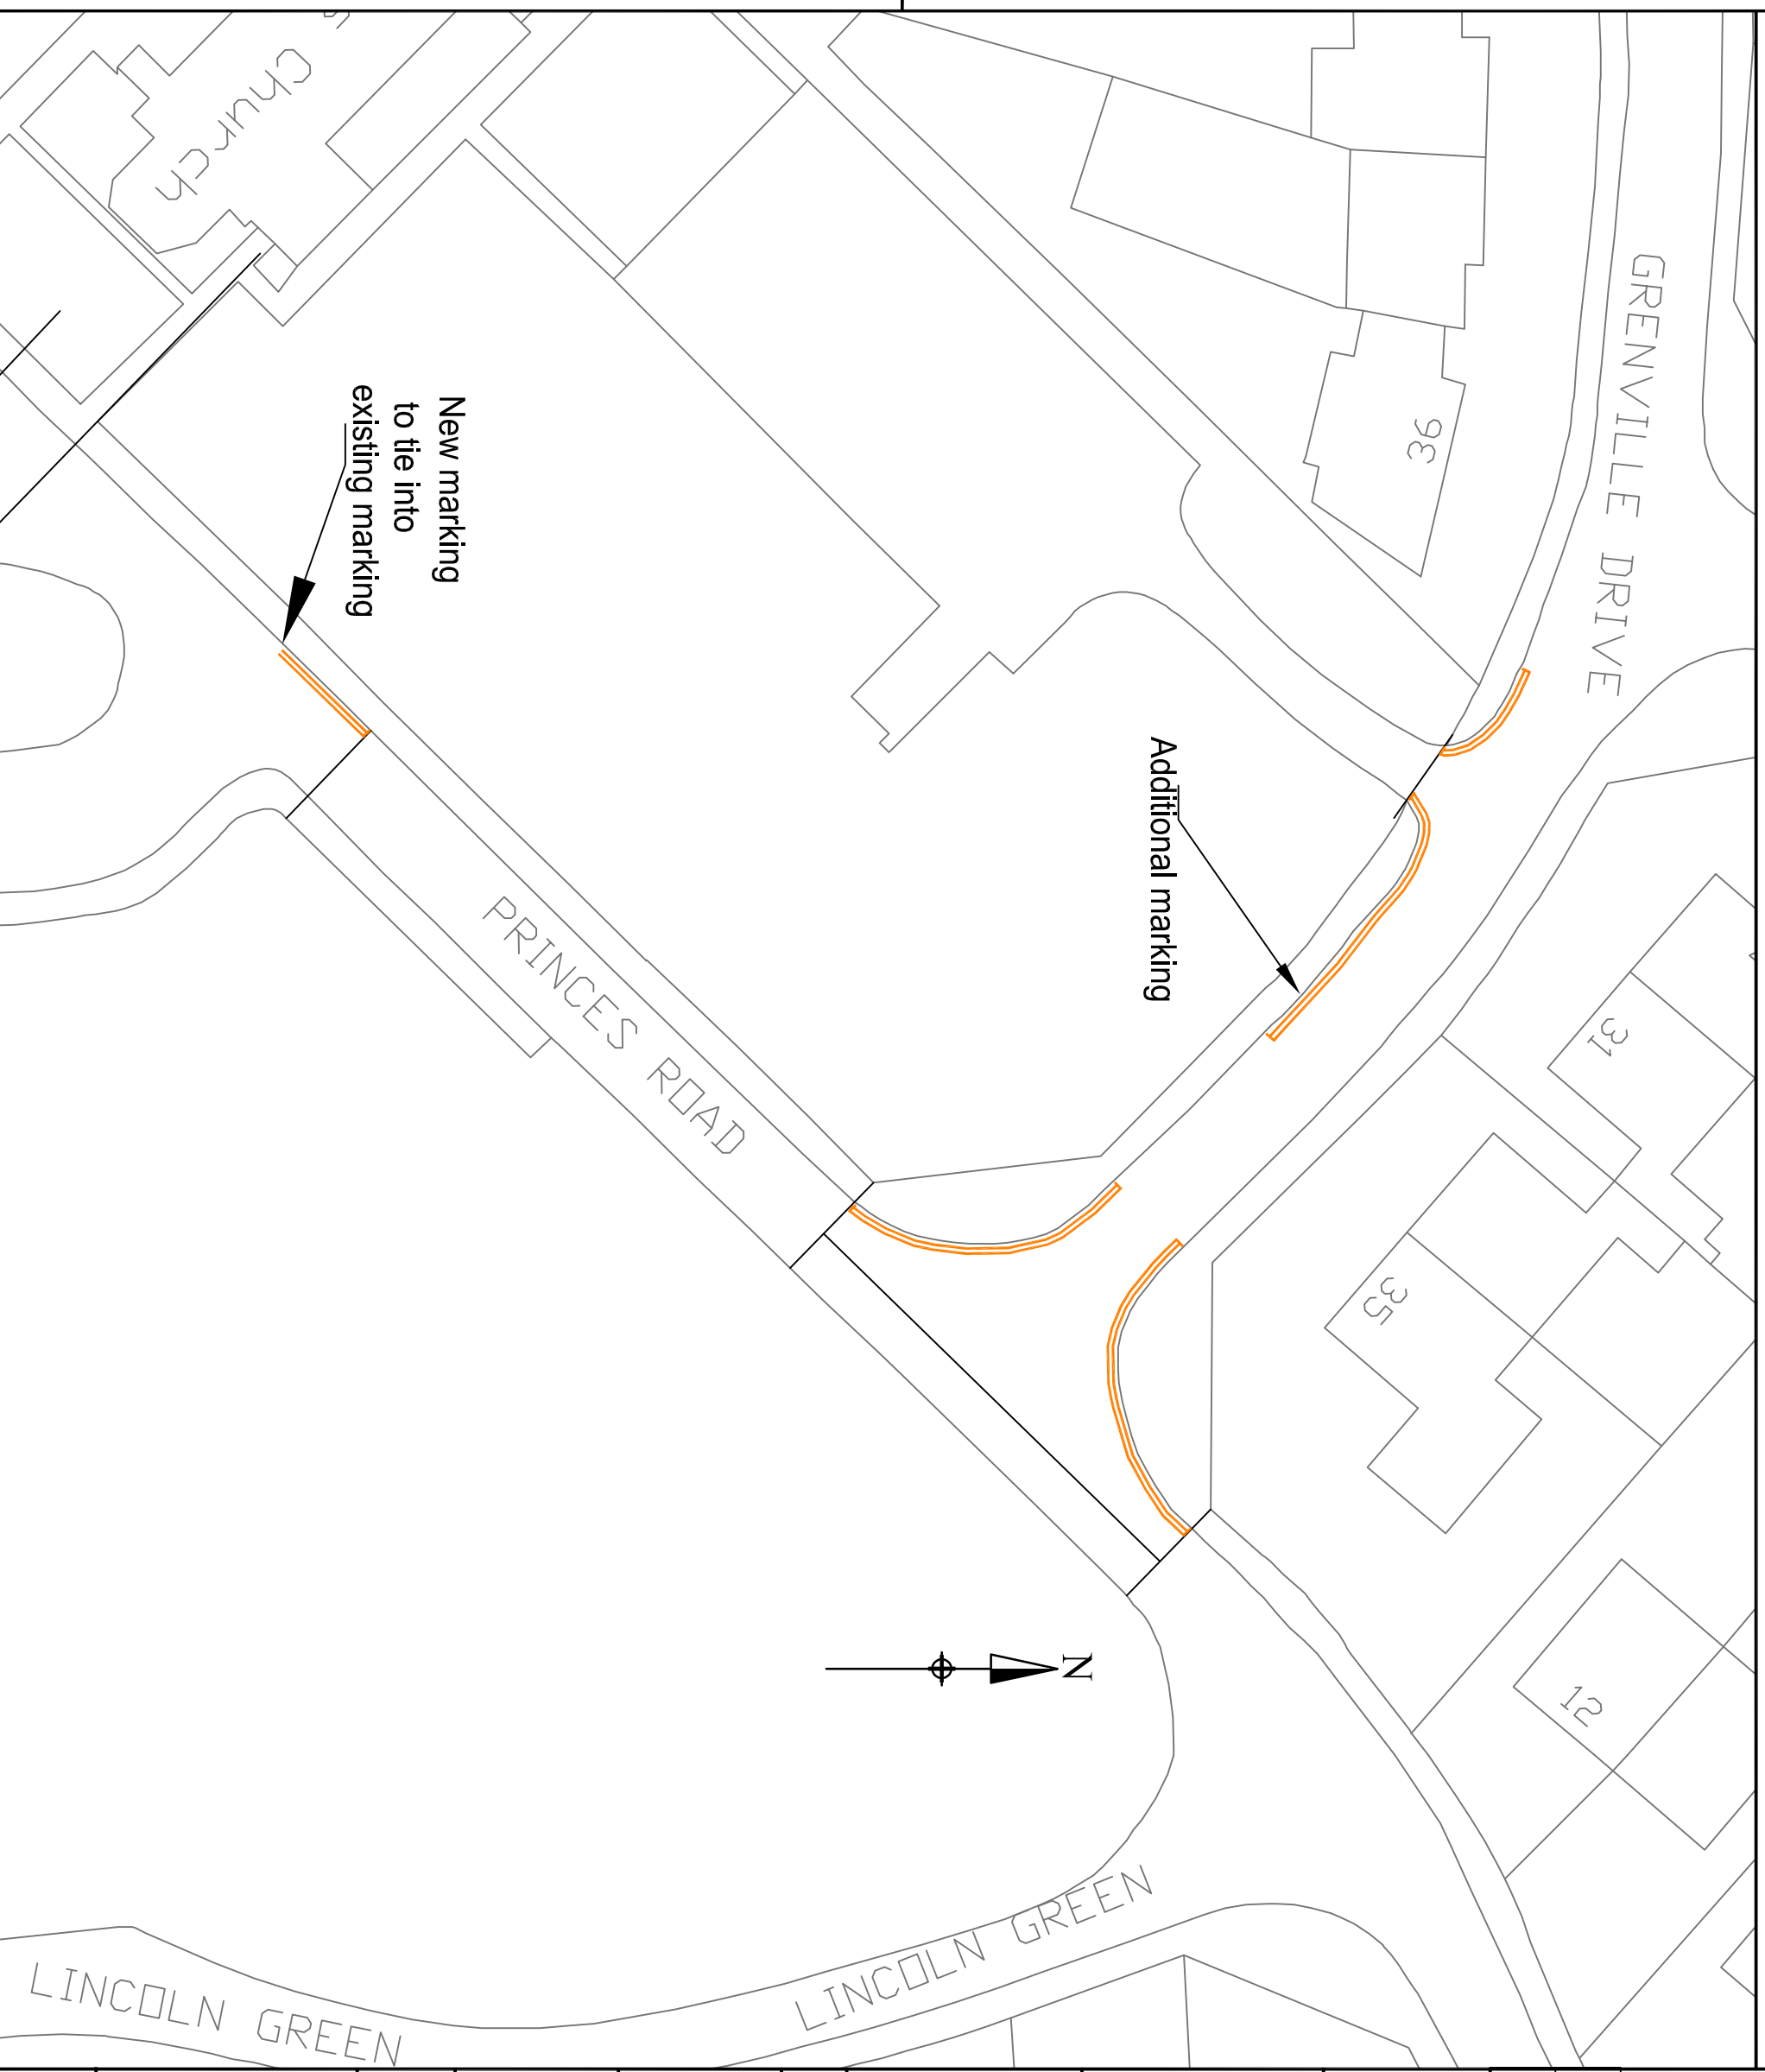 Church
GRENVILLE DRIVE
36
New marking
to tie into
existing marking
Additional marking
31
PRINCES ROAD
35
12
N
LINCOLN GREEN
LINCOLN GREEN